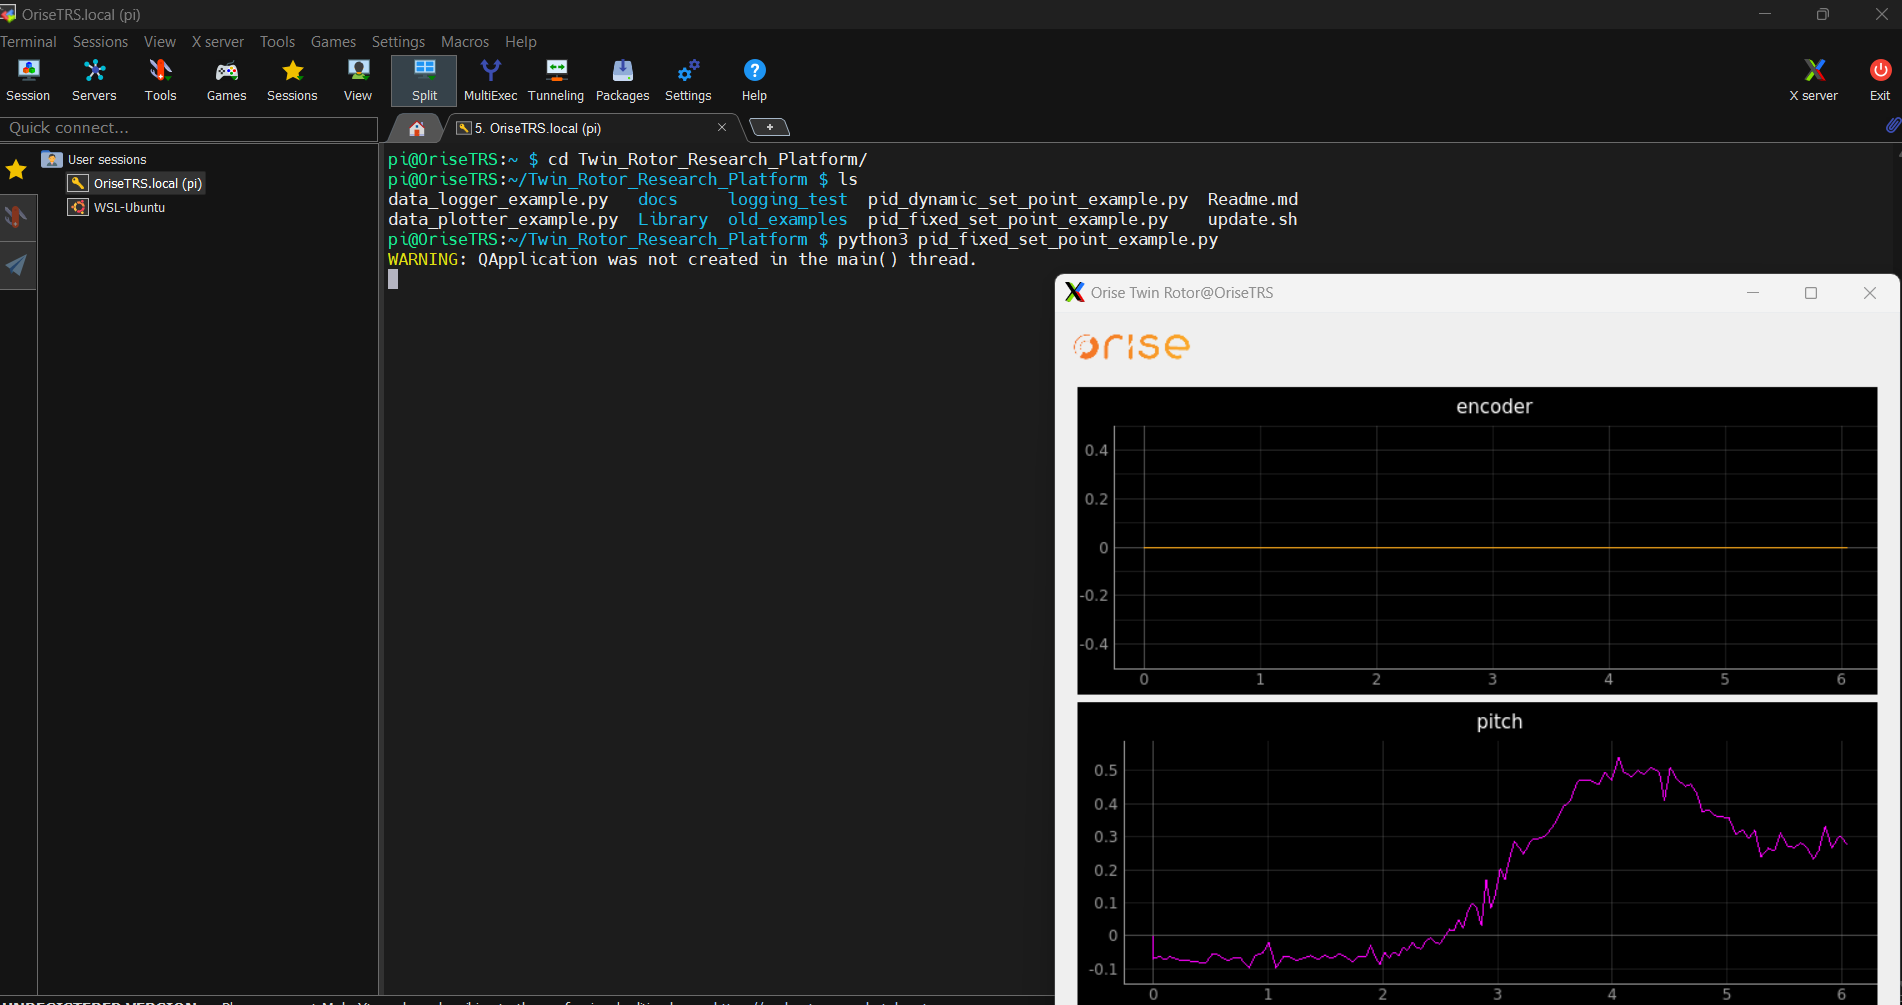 OriseTRS.local (pi)
Terminal Sessions View X server Tools Games Settings Macros Help
Session Servers Tools Games Sessions View Split MultiExec Tunneling Packages Settings Help X server Exit
Quick connect...
5. OriseTRS.local (pi)
User sessions
OriseTRS.local (pi)
WSL-Ubuntu
pi@OriseTRS:~ $ cd Twin_Rotor_Research_Platform/
pi@OriseTRS:~/Twin_Rotor_Research_Platform $ ls
data_logger_example.py docs logging_test pid_dynamic_set_point_example.py Readme.md
data_plotter_example.py Library old_examples pid_fixed_set_point_example.py update.sh
pi@OriseTRS:~/Twin_Rotor_Research_Platform $ python3 pid_fixed_set_point_example.py
WARNING: QApplication was not created in the main() thread.
Orise Twin Rotor@OriseTRS
orise
encoder
0.4
0.2
0
-0.2
-0.4
0 1 2 3 4 5 6
pitch
0.5
0.4
0.3
0.2
0.1
0
-0.1
0 1 2 3 4 5 6